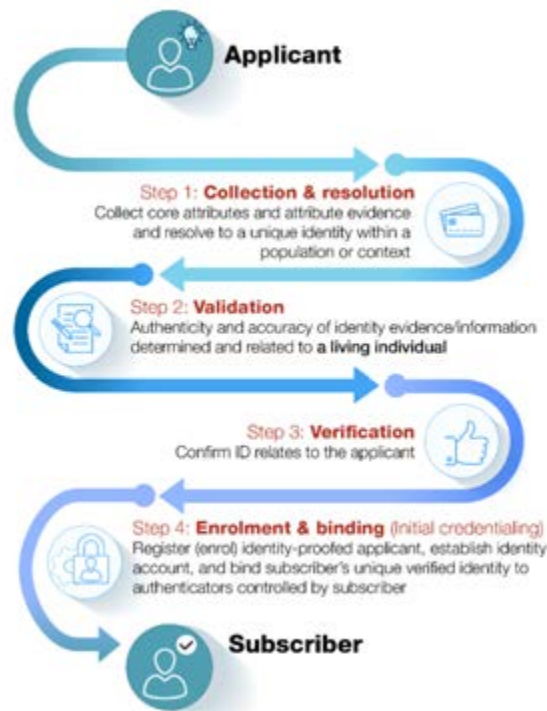 Applicant
Step 1: Collection & resolution
Collect core attributes and attribute evidence
and resolve to a unique identity within a
population or context
Step 2: Validation
Authenticity and accuracy of identity evidence/information
determined and related to a living individual
Step 3: Verification
Confirm ID relates to the applicant
Step 4: Enrolment & binding (Initial credentialing)
Register (enrol) identity-proofed applicant, establish identity
account, and bind subscriber's unique verified identity to
authenticators controlled by subscriber
Subscriber